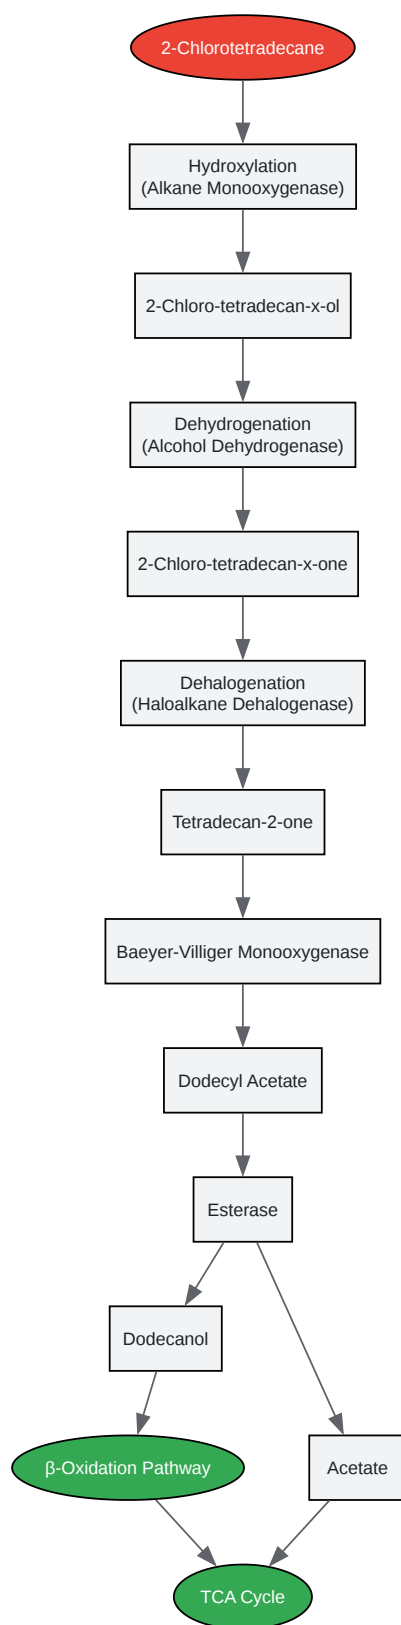 2-Chlorotetradecane
Hydroxylation
(Alkane Monooxygenase)
2-Chloro-tetradecan-x-ol
Dehydrogenation
(Alcohol Dehydrogenase)
2-Chloro-tetradecan-x-one
Dehalogenation
(Haloalkane Dehalogenase)
Tetradecan-2-one
Baeyer-Villiger Monooxygenase
Dodecyl Acetate
Esterase
Dodecanol
β-Oxidation Pathway
Acetate
TCA Cycle